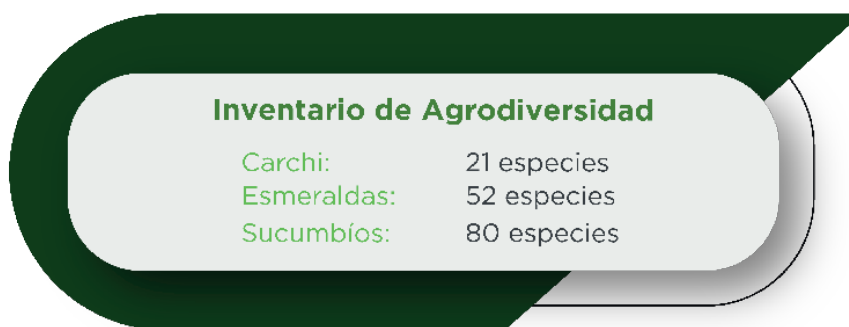 Inventario de Agrodiversidad
Carchi: 21 especies
Esmeraldas: 52 especies
Sucumbíos: 80 especies